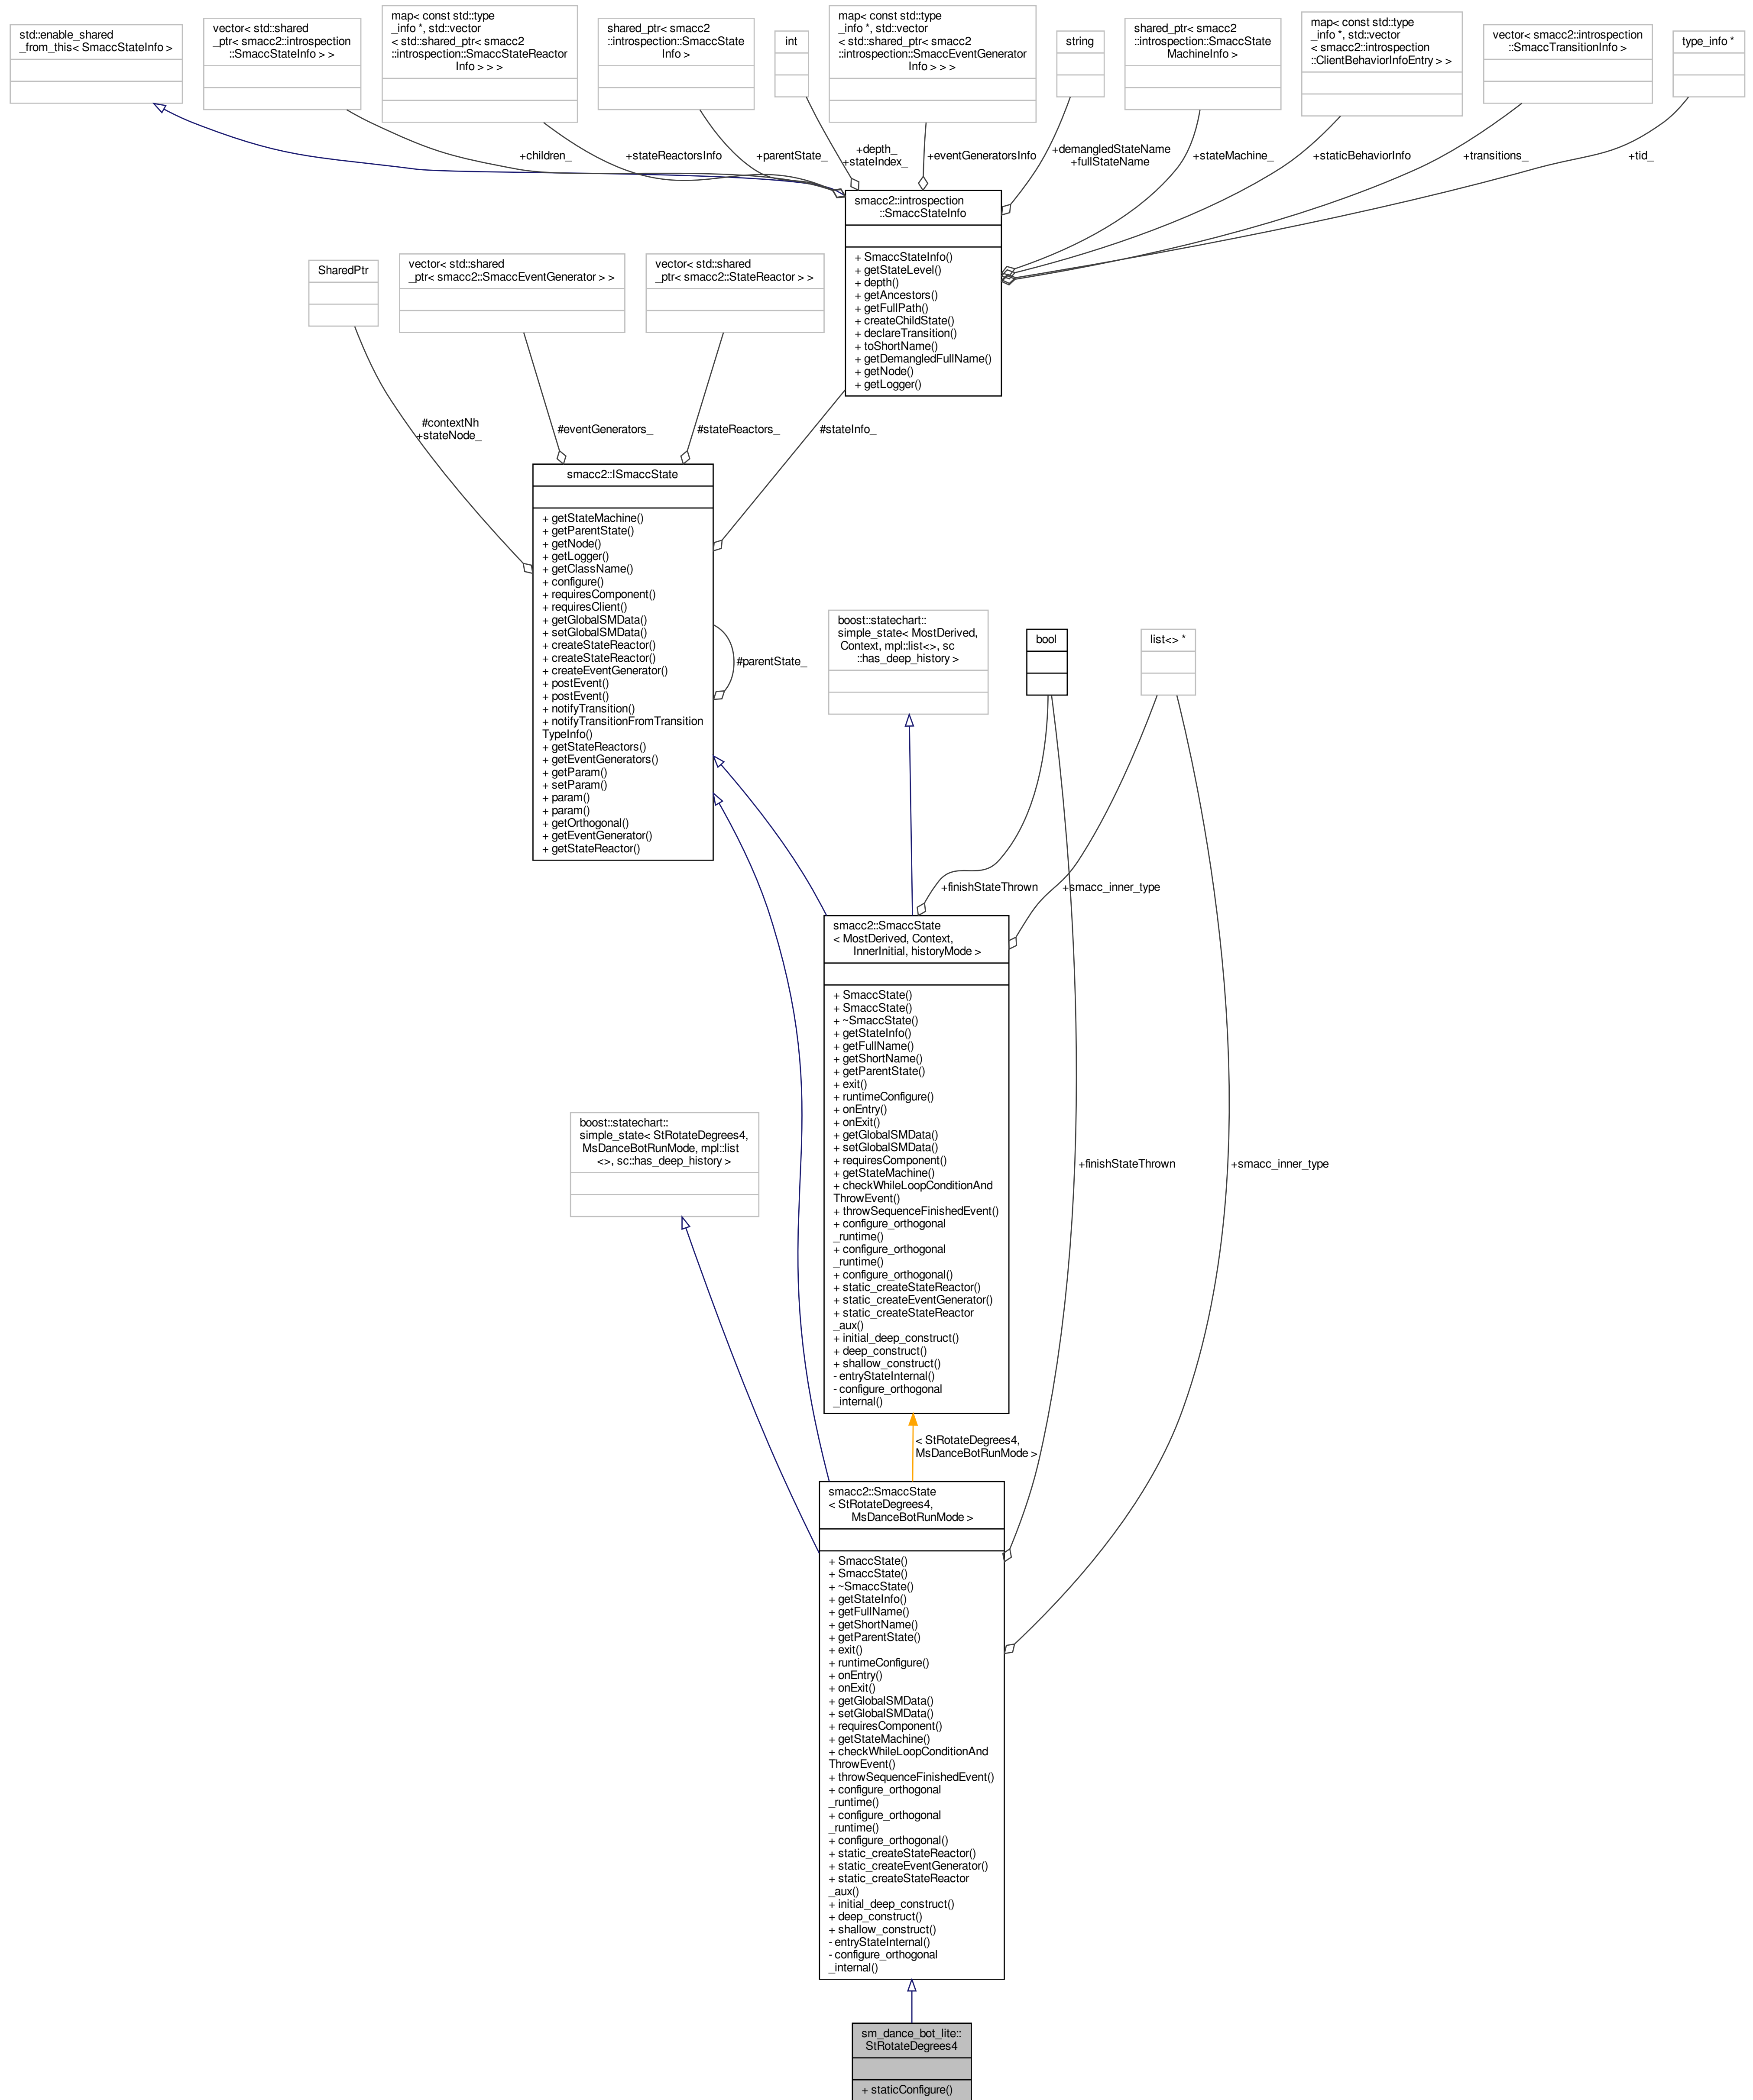 std::enable_shared
_from_this< SmaccStateInfo >
vector< std::shared
_ptr< smacc2::introspection
::SmaccStateInfo > >
map< const std::type
_info *, std::vector
< std::shared_ptr< smacc2
::introspection::SmaccStateReactor
Info > > >
shared_ptr< smacc2
::introspection::SmaccState
Info >
int
map< const std::type
_info *, std::vector
< std::shared_ptr< smacc2
::introspection::SmaccEventGenerator
Info > > >
string
shared_ptr< smacc2
::introspection::SmaccState
MachineInfo >
map< const std::type
_info *, std::vector
< smacc2::introspection
::ClientBehaviorInfoEntry > >
vector< smacc2::introspection
::SmaccTransitionInfo >
type_info *
+children_
+stateReactorsInfo
+parentState_
+depth_
+stateIndex_
+eventGeneratorsInfo
+demangledStateName
+fullStateName
+stateMachine_
+staticBehaviorInfo
+transitions_
+tid_
smacc2::introspection
::SmaccStateInfo
+ SmaccStateInfo()
+ getStateLevel()
+ depth()
+ getAncestors()
+ getFullPath()
+ createChildState()
+ declareTransition()
+ toShortName()
+ getDemangledFullName()
+ getNode()
+ getLogger()
SharedPtr
vector< std::shared
_ptr< smacc2::SmaccEventGenerator > >
vector< std::shared
_ptr< smacc2::StateReactor > >
#contextNh
+stateNode_
#eventGenerators_
#stateReactors_
#stateInfo_
smacc2::ISmaccState
+ getStateMachine()
+ getParentState()
+ getNode()
+ getLogger()
+ getClassName()
+ configure()
+ requiresComponent()
+ requiresClient()
+ getGlobalSMData()
+ setGlobalSMData()
+ createStateReactor()
+ createStateReactor()
+ createEventGenerator()
+ postEvent()
+ postEvent()
+ notifyTransition()
+ notifyTransitionFromTransition
TypeInfo()
+ getStateReactors()
+ getEventGenerators()
+ getParam()
+ setParam()
+ param()
+ param()
+ getOrthogonal()
+ getEventGenerator()
+ getStateReactor()
#parentState_
boost::statechart::
simple_state< MostDerived,
Context, mpl::list<>, sc
::has_deep_history >
bool
list<> *
+finishStateThrown
+smacc_inner_type
smacc2::SmaccState
< MostDerived, Context,
InnerInitial, historyMode >
+ SmaccState()
+ SmaccState()
+ ~SmaccState()
+ getStateInfo()
+ getFullName()
+ getShortName()
+ getParentState()
+ exit()
+ runtimeConfigure()
+ onEntry()
+ onExit()
+ getGlobalSMData()
+ setGlobalSMData()
+ requiresComponent()
+ getStateMachine()
+ checkWhileLoopConditionAnd
ThrowEvent()
+ throwSequenceFinishedEvent()
+ configure_orthogonal
_runtime()
+ configure_orthogonal
_runtime()
+ configure_orthogonal()
+ static_createStateReactor()
+ static_createEventGenerator()
+ static_createStateReactor
_aux()
+ initial_deep_construct()
+ deep_construct()
+ shallow_construct()
- entryStateInternal()
- configure_orthogonal
_internal()
boost::statechart::
simple_state< StRotateDegrees4,
MsDanceBotRunMode, mpl::list
<>, sc::has_deep_history >
+finishStateThrown
+smacc_inner_type
< StRotateDegrees4,
MsDanceBotRunMode >
smacc2::SmaccState
< StRotateDegrees4,
MsDanceBotRunMode >
+ SmaccState()
+ SmaccState()
+ ~SmaccState()
+ getStateInfo()
+ getFullName()
+ getShortName()
+ getParentState()
+ exit()
+ runtimeConfigure()
+ onEntry()
+ onExit()
+ getGlobalSMData()
+ setGlobalSMData()
+ requiresComponent()
+ getStateMachine()
+ checkWhileLoopConditionAnd
ThrowEvent()
+ throwSequenceFinishedEvent()
+ configure_orthogonal
_runtime()
+ configure_orthogonal
_runtime()
+ configure_orthogonal()
+ static_createStateReactor()
+ static_createEventGenerator()
+ static_createStateReactor
_aux()
+ initial_deep_construct()
+ deep_construct()
+ shallow_construct()
- entryStateInternal()
- configure_orthogonal
_internal()
sm_dance_bot_lite::
StRotateDegrees4
+ staticConfigure()